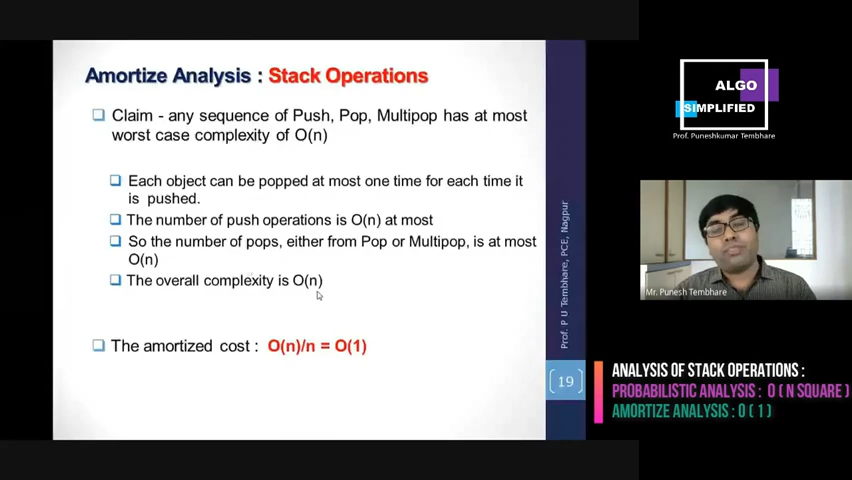 Amortize Analysis : Stack Operations
❑ Claim - any sequence of Push, Pop, Multipop has at most
worst case complexity of O(n)
❑ Each object can be popped at most one time for each time it
is pushed.
❑ The number of push operations is O(n) at most
❑ So the number of pops, either from Pop or Multipop, is at most
O(n)
❑ The overall complexity is O(n)
❑ The amortized cost : O(n)/n = O(1)
Prof. P U Tembhare, PCE, Nagpur
19
ALGO
SIMPLIFIED
Prof. Puneshkumar Tembhare
Mr. Punesh Tembhare
ANALYSIS OF STACK OPERATIONS :
PROBABILISTIC ANALYSIS : O ( N SQUARE )
AMORTIZE ANALYSIS : O ( 1 )